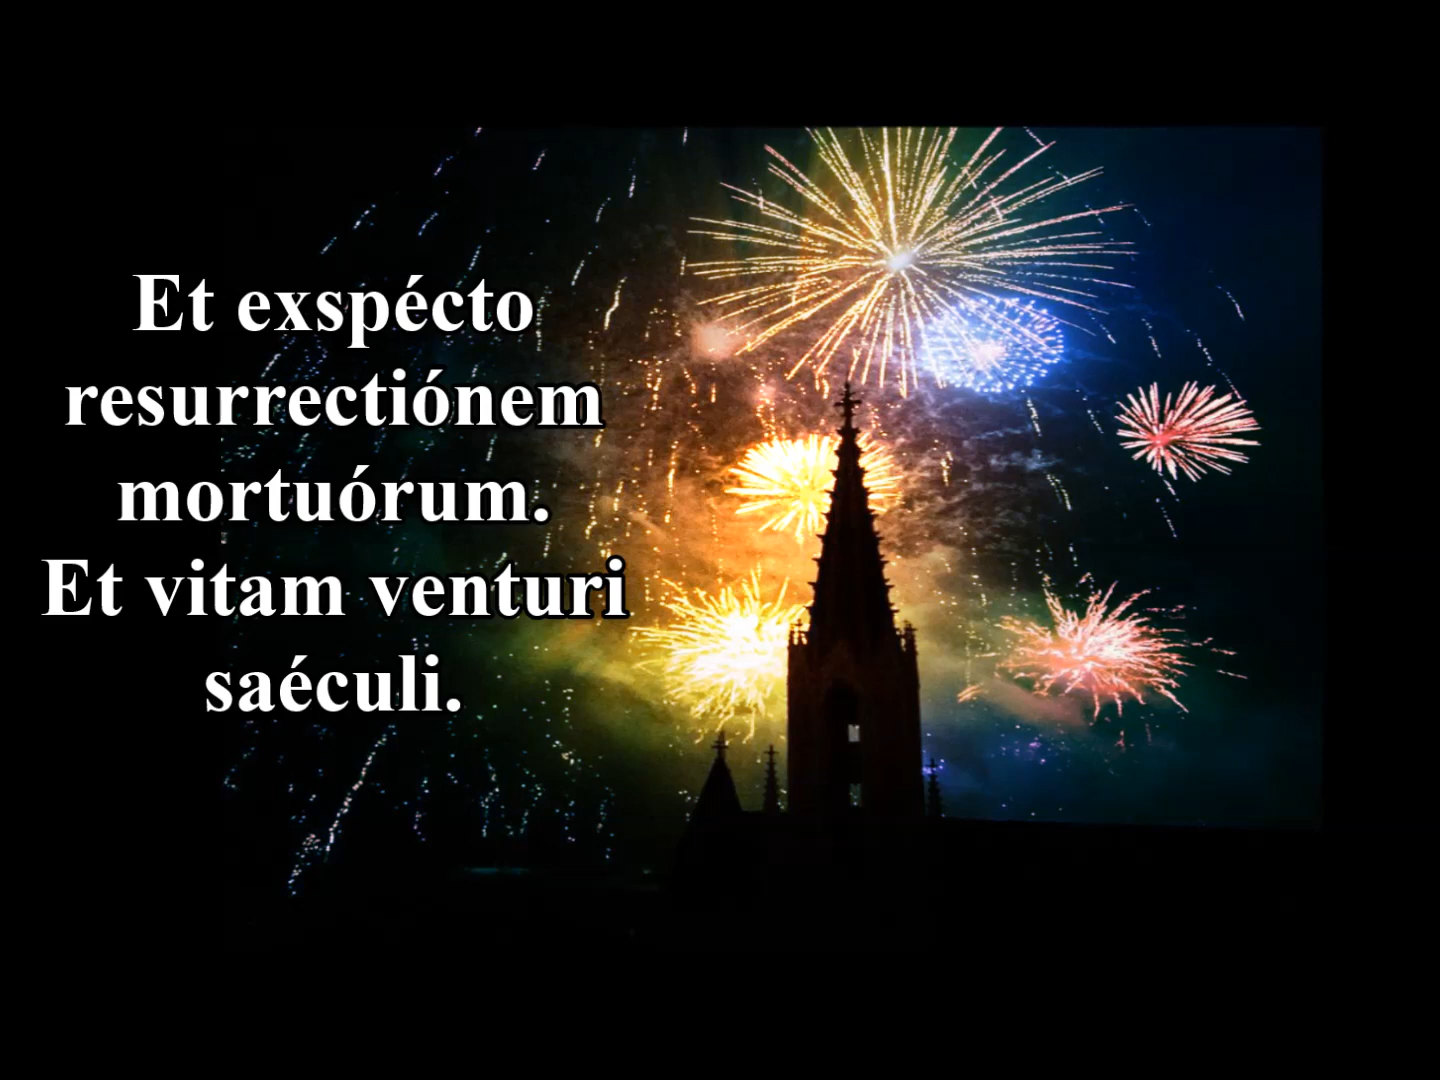 Et exspécto
resurrectiónem
mortuórum.
Et vitam venturi
saéculi.